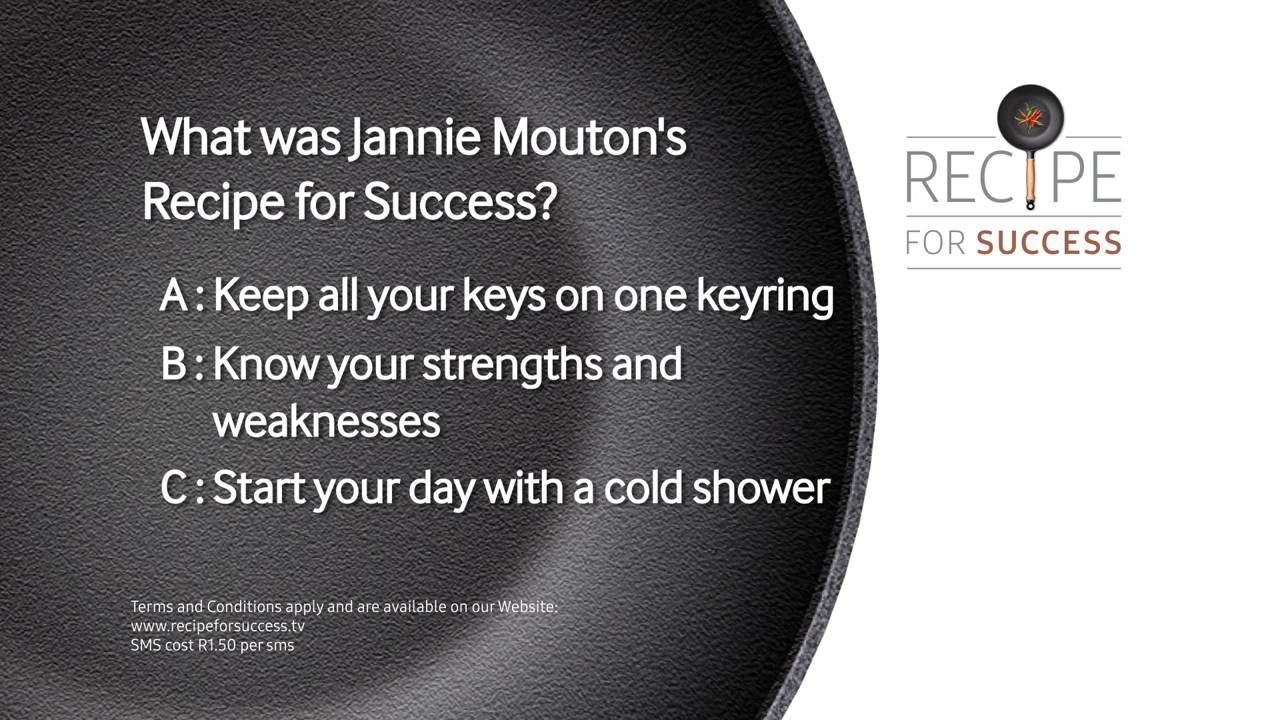 What was Jannie Mouton's
Recipe for Success?
A : Keep all your keys on one keyring
B : Know your strengths and
weaknesses
C : Start your day with a cold shower
Terms and Conditions apply and are available on our Website:
www.recipeforsuccess.tv
SMS cost R1.50 per sms
RECIPE
FOR SUCCESS